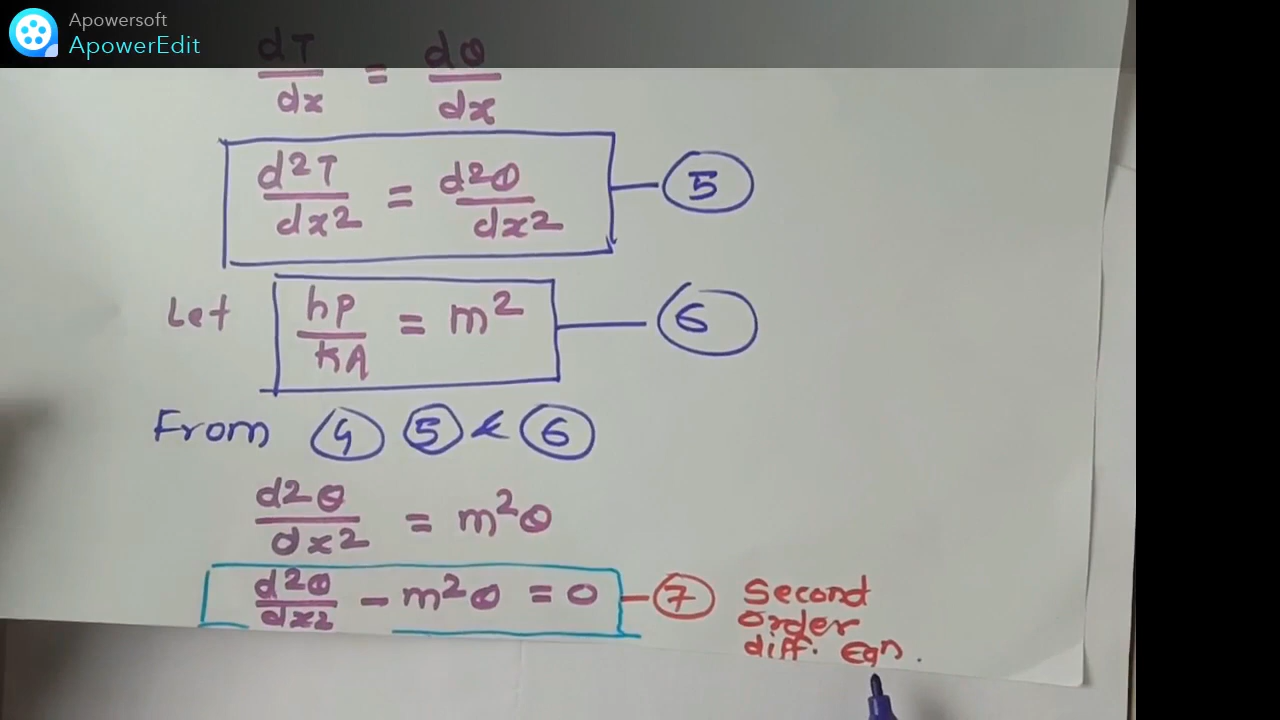 Apowersoft
ApowerEdit
dT/dx = dθ/dx
d2T/dx2 = d2θ/dx2 — 5
Let hP/kA = m² — 6
From 4 5 & 6
d2θ/dx2 = m²θ
d2θ/dx2 - m²θ = 0 — 7 Second
order
diff. Eqn.